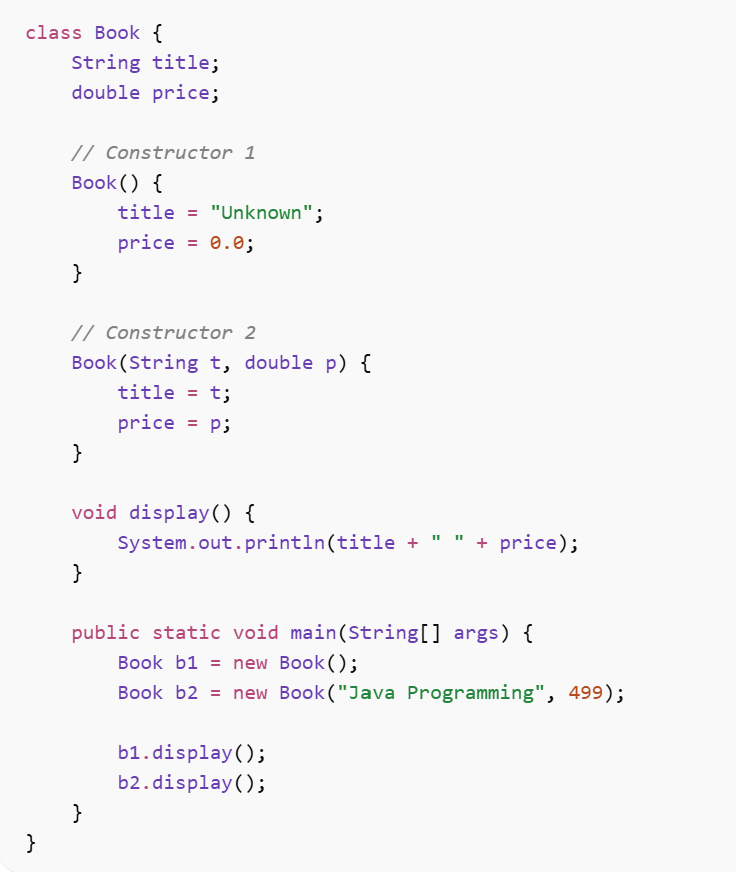 class Book {
    String title;
    double price;

    // Constructor 1
    Book() {
        title = "Unknown";
        price = 0.0;
    }

    // Constructor 2
    Book(String t, double p) {
        title = t;
        price = p;
    }

    void display() {
        System.out.println(title + " " + price);
    }

    public static void main(String[] args) {
        Book b1 = new Book();
        Book b2 = new Book("Java Programming", 499);

        b1.display();
        b2.display();
    }
}